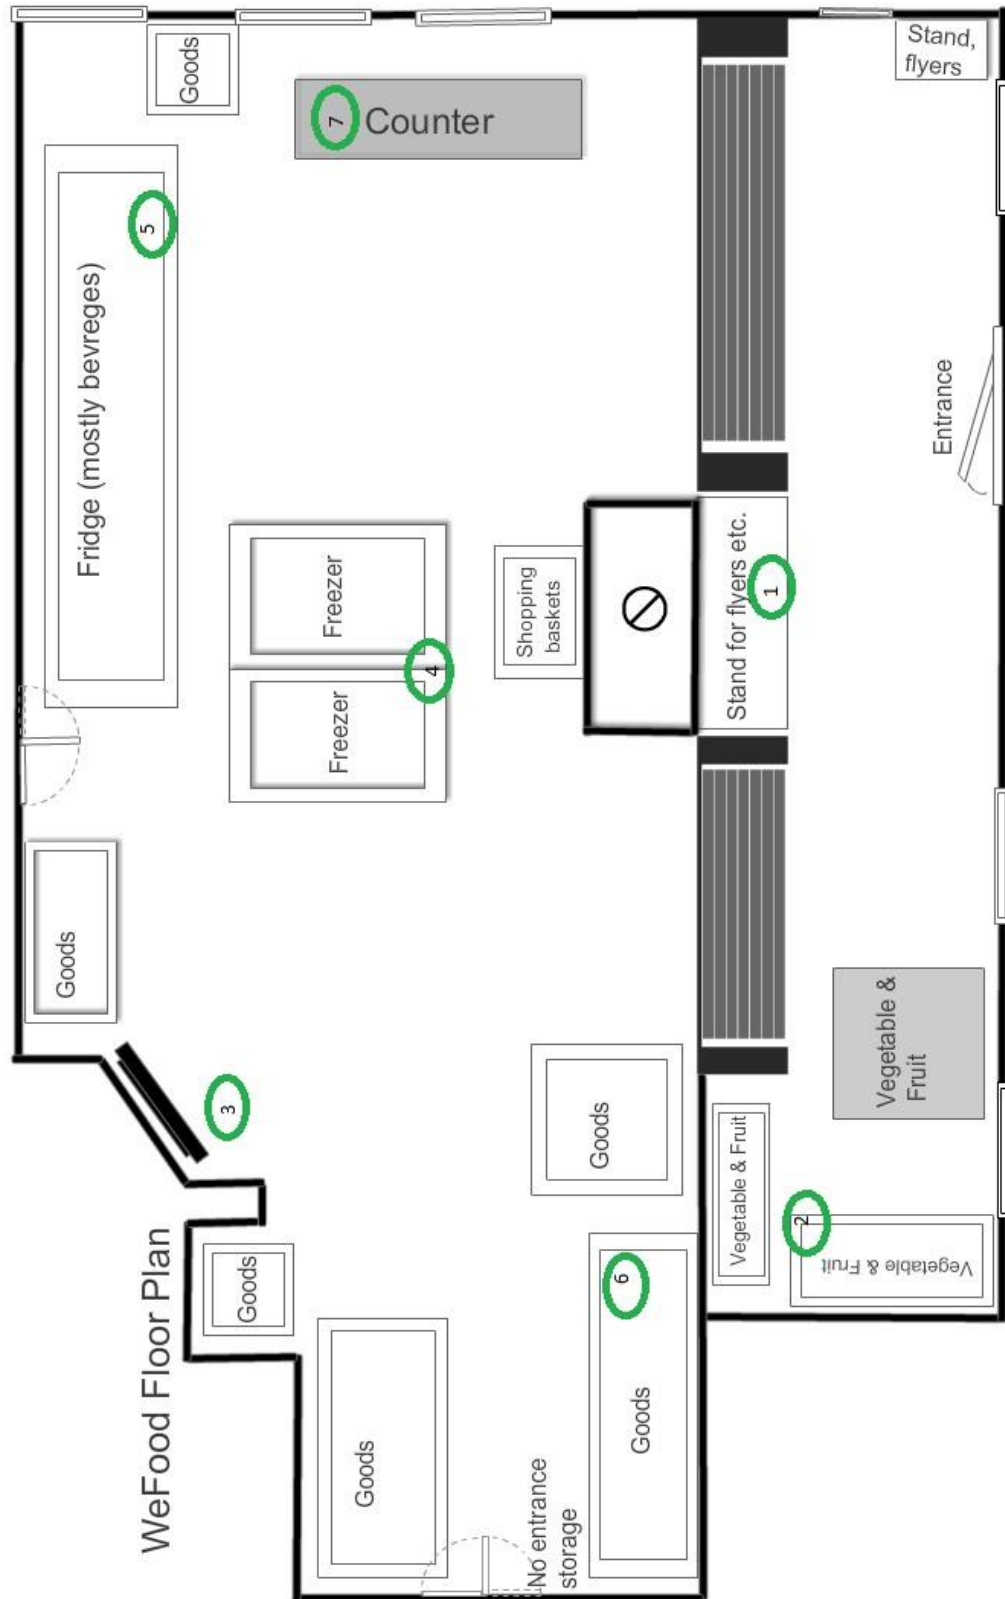 WeFood Floor Plan
Goods
Fridge (mostly bevreges)
5
Goods
3
Goods
Goods
Freezer
Freezer
4
7
Counter
No entrance
storage
Shopping
baskets
Goods
6
Goods
Stand for flyers etc.
1
Vegetable & Fruit
2
Vegetable & Fruit
Vegetable &
Fruit
Entrance
Stand,
flyers